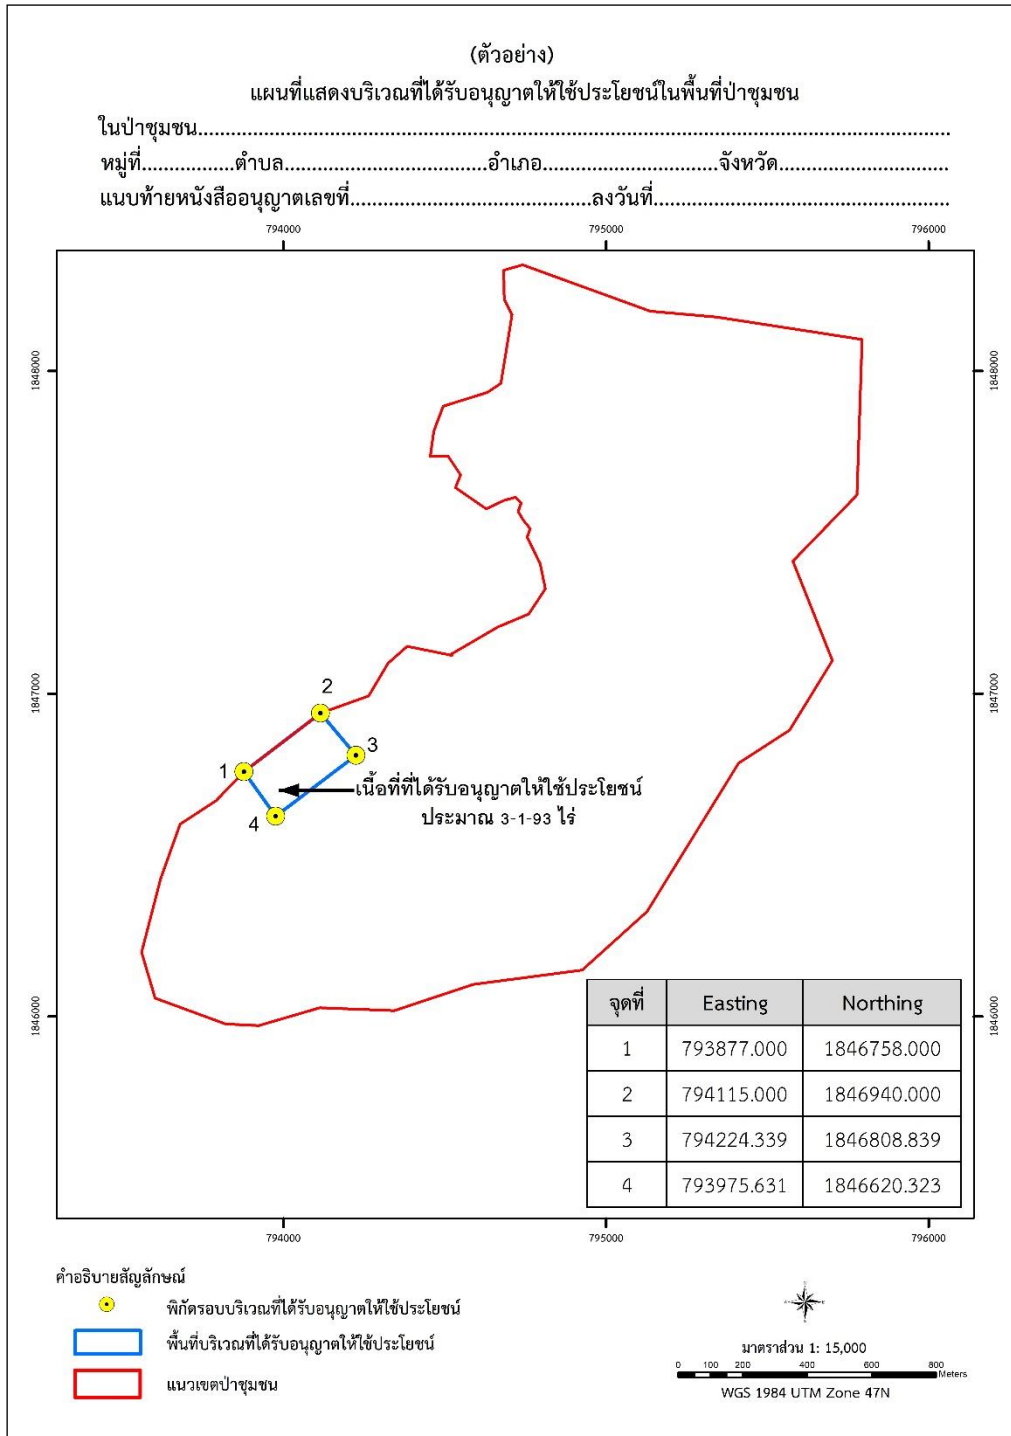 (ตัวอย่าง)
แผนที่แสดงบริเวณที่ได้รับอนุญาตให้ใช้ประโยชน์ในพื้นที่ป่าชุมชน
ในป่าชุมชน..........................................................................................................................................
หมู่ที่.................ตำบล.....................................อำเภอ................................จังหวัด...............................
แนบท้ายหนังสืออนุญาตเลขที่............................................ลงวันที่......................................................
794000 795000 796000
1848000 1848000
2
1847000 1847000
3
1
เนื้อที่ที่ได้รับอนุญาตให้ใช้ประโยชน์
4
ประมาณ 3-1-93 ไร่
จุดที่ Easting Northing
1846000 1846000
1 793877.000 1846758.000
2 794115.000 1846940.000
3 794224.339 1846808.839
4 793975.631 1846620.323
794000 795000 796000
คำอธิบายสัญลักษณ์
พิกัดรอบบริเวณที่ได้รับอนุญาตให้ใช้ประโยชน์
พื้นที่บริเวณที่ได้รับอนุญาตให้ใช้ประโยชน์
แนวเขตป่าชุมชน
มาตราส่วน 1: 15,000
0 100 200 400 600 800
Meters
WGS 1984 UTM Zone 47N